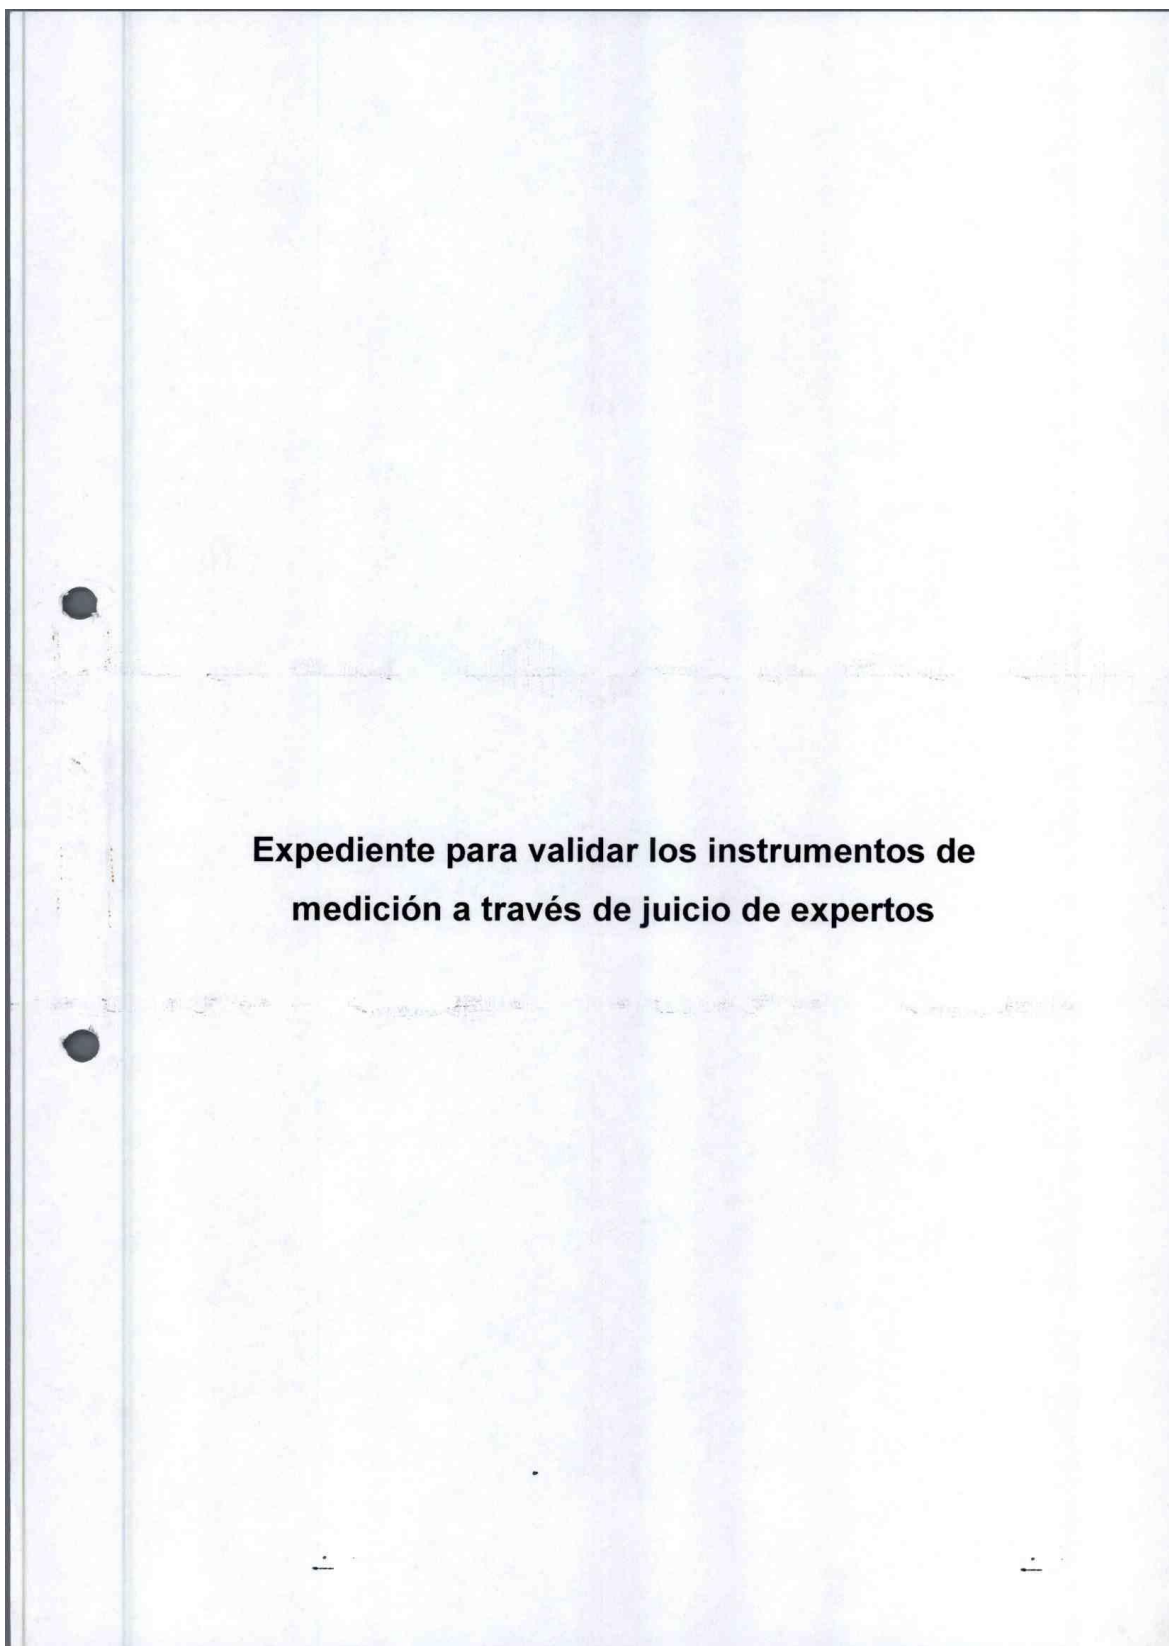 Expediente para validar los instrumentos de
medición a través de juicio de expertos